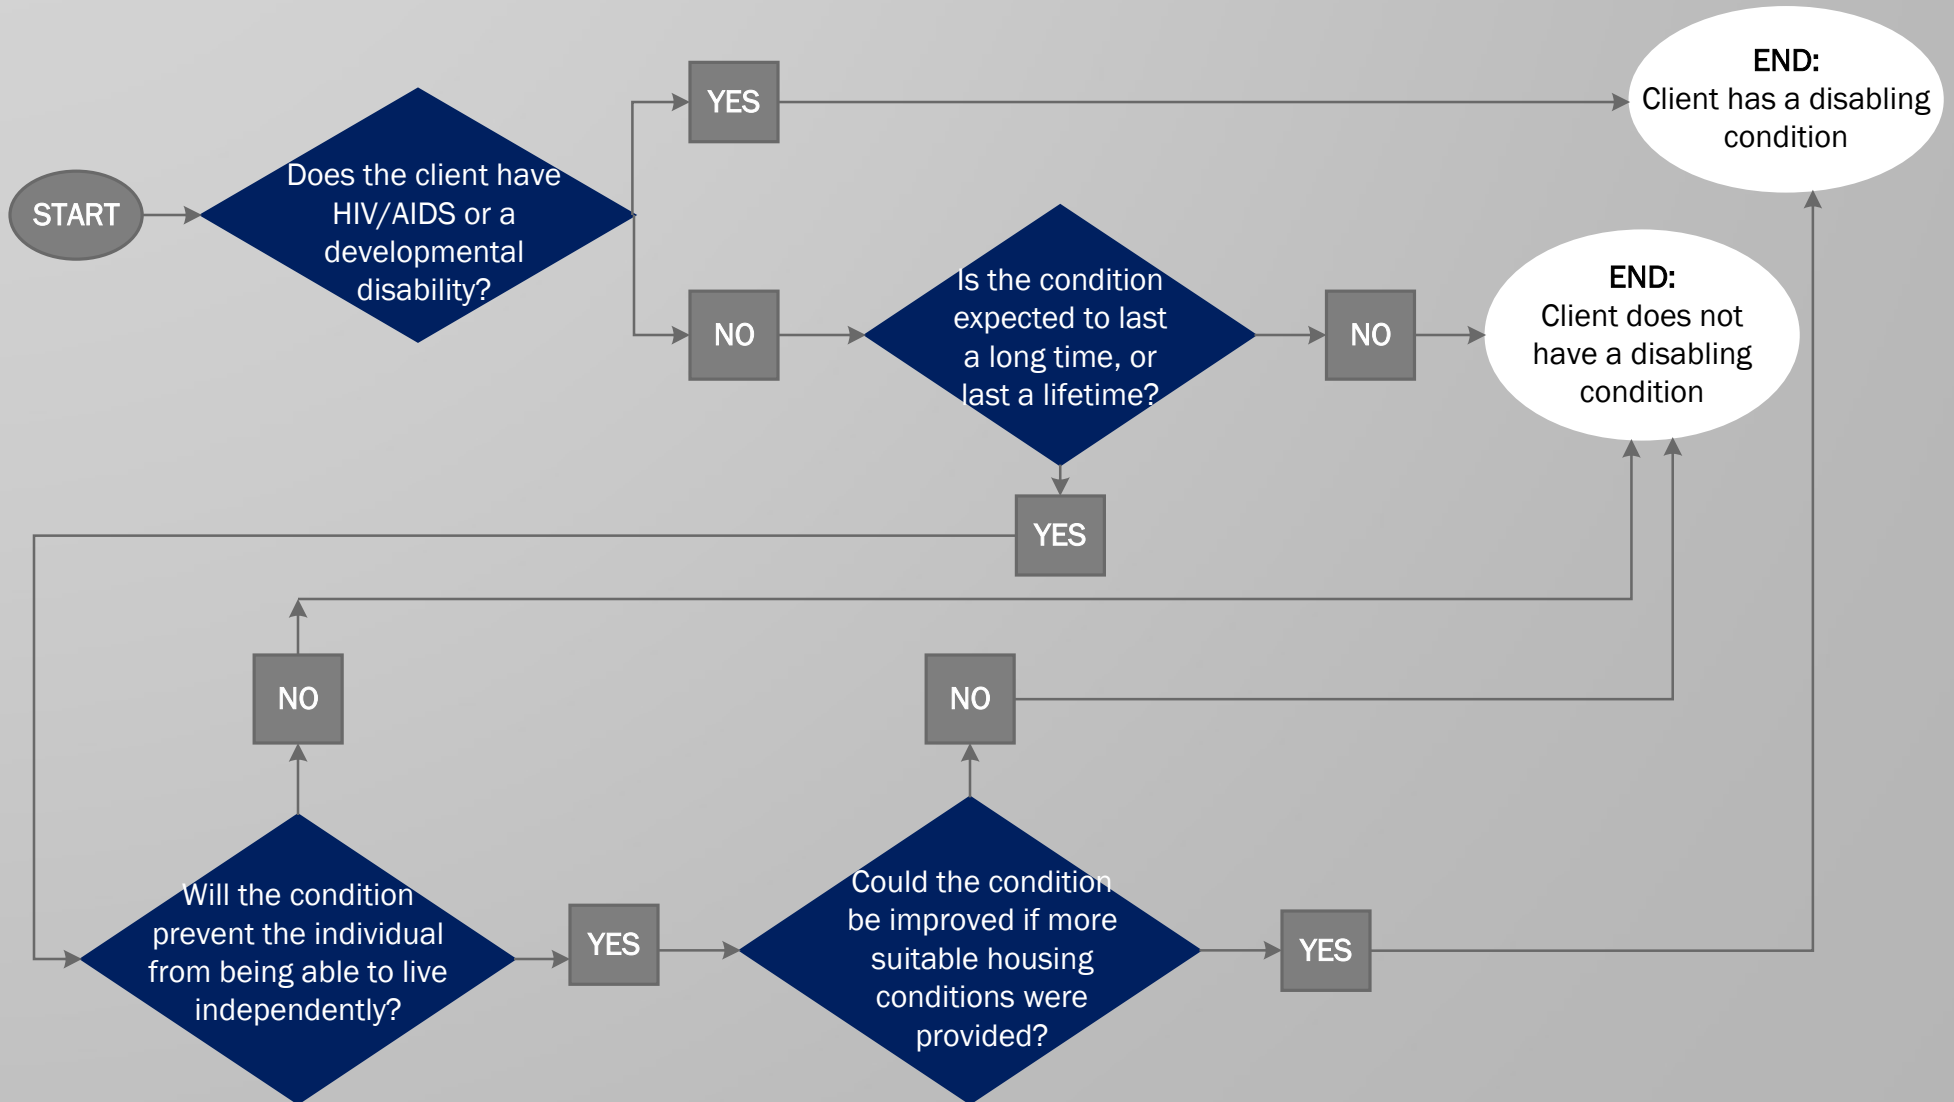 START
Does the client have
HIV/AIDS or a
developmental
disability?
YES
END:
Client has a disabling
condition
NO
Is the condition
expected to last
a long time, or
last a lifetime?
NO
END:
Client does not
have a disabling
condition
YES
NO
NO
Will the condition
prevent the individual
from being able to live
independently?
YES
Could the condition
be improved if more
suitable housing
conditions were
provided?
YES